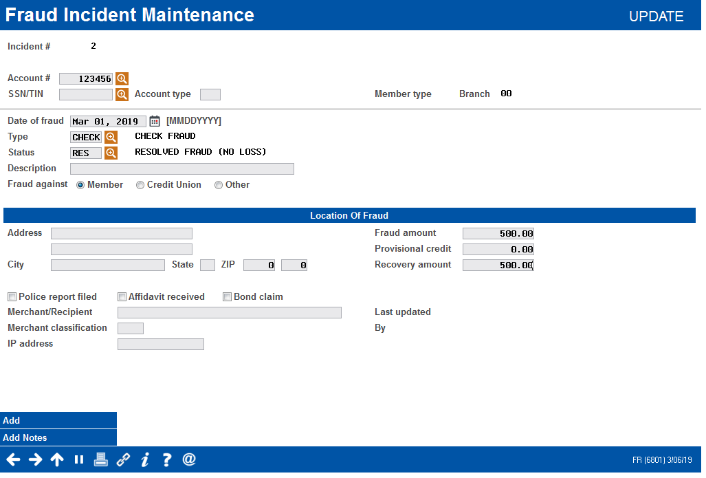 Fraud Incident Maintenance UPDATE
Incident # 2
Account # 123456
SSN/TIN Account type Member type Branch 00
Date of fraud Mar 01, 2019 [MMDDYYYY]
Type CHECK CHECK FRAUD
Status RES RESOLVED FRAUD (NO LOSS)
Description
Fraud against Member Credit Union Other
Location Of Fraud
Address Fraud amount 500.00
Provisional credit 0.00
City State ZIP 0 0 Recovery amount 500.00
Police report filed Affidavit received Bond claim
Merchant/Recipient Last updated
Merchant classification By
IP address
Add
Add Notes
FR (6801) 3/06/19